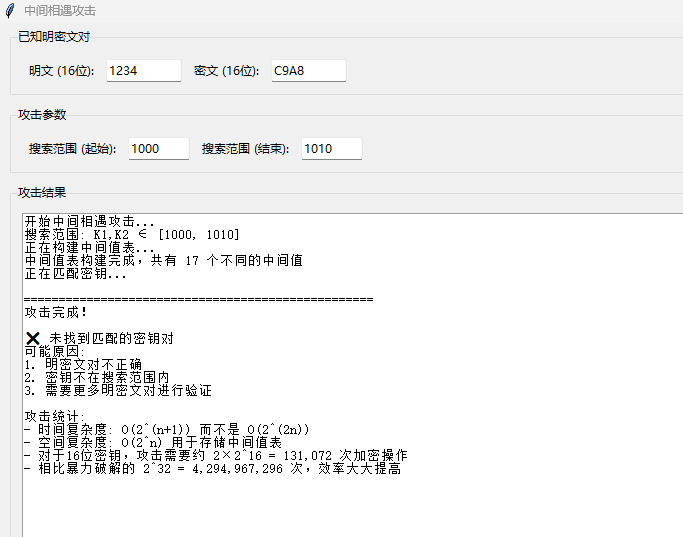 中间相遇攻击
已知明密文对
明文 (16位): 1234 密文 (16位): C9A8
攻击参数
搜索范围 (起始): 1000 搜索范围 (结束): 1010
攻击结果
开始中间相遇攻击...
搜索范围: K1,K2 ∈ [1000, 1010]
正在构建中间值表...
中间值表构建完成，共有 17 个不同的中间值
正在匹配密钥...
==================================================
攻击完成!
❌ 未找到匹配的密钥对
可能原因:
1. 明密文对不正确
2. 密钥不在搜索范围内
3. 需要更多明密文对进行验证
攻击统计:
- 时间复杂度: O(2^(n+1)) 而不是 O(2^(2n))
- 空间复杂度: O(2^n) 用于存储中间值表
- 对于16位密钥，攻击需要约 2×2^16 = 131,072 次加密操作
- 相比暴力破解的 2^32 = 4,294,967,296 次，效率大大提高